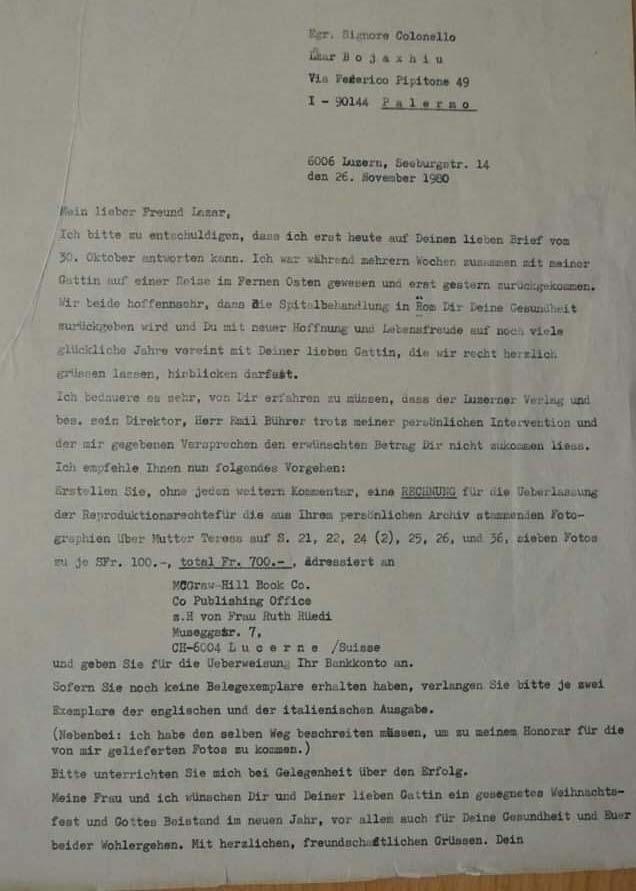 Egr. Signore Colonello
Lazar B o j a x h i u
Via Federico Pipitone 49
I - 90144 P a l e r m o
6006 Luzern, Seeburgstr. 14
den 26. November 1980
Mein lieber Freund Lazar,
Ich bitte zu entschuldigen, dass ich erst heute auf Deinen lieben Brief vom
30. Oktober antworten kann. Ich war während mehrern Wochen zusammen mit meiner
Gattin auf einer Reise im Fernen Osten gewesen und erst gestern zurückgekommen.
Wir beide hoffennsehr, dass die Spitalbehandlung in Rom Dir Deine Gesundheit
zurückgeben wird und Du mit neuer Hoffnung und Lebensfreude auf noch viele
glückliche Jahre vereint mit Deiner lieben Gattin, die wir recht herzlich
grüssen lassen, hinblicken darfst.
Ich bedaure es sehr, von Dir erfahren zu müssen, dass der Luzerner Verlag und
bes. sein Direktor, Herr Emil Bührer trotz meiner persönlichen Intervention und
der mir gegebenen Versprechen den erwünschten Betrag Dir nicht zukommen liess.
Ich empfehle Ihnen nun folgendes Vorgehen:
Erstellen Sie, ohne jeden weitern Kommentar, eine RECHNUNG für die Ueberlassung
der Reproduktionsrechtefür die aus Ihrem persönlichen Archiv stammenden Foto-
graphien über Mutter Teresa auf S. 21, 22, 24 (2), 25, 26, und 36, sieben Fotos
zu je SFr. 100.-, total Fr. 700.-, adressiert an
McGraw-Hill Book Co.
Co Publishing Office
z.H von Frau Ruth Rüedi
Museggstr. 7,
CH-6004 L u c e r n e /Suisse
und geben Sie für die Ueberweisung Ihr Bankkonto an.
Sofern Sie noch keine Belegexemplare erhalten haben, verlangen Sie bitte je zwei
Exemplare der englischen und der italienischen Ausgabe.
(Nebenbei: ich habe den selben Weg beschreiten müssen, um zu meinem Honorar für die
von mir gelieferten Fotos zu kommen.)
Bitte unterrichten Sie mich bei Gelegenheit über den Erfolg.
Meine Frau und ich wünschen Dir und Deiner lieben Gattin ein gesegnetes Weihnachts-
fest und Gottes Beistand im neuen Jahr, vor allem auch für Deine Gesundheit und Euer
beider Wohlergehen. Mit herzlichen, freundschaftlichen Grüssen. Dein